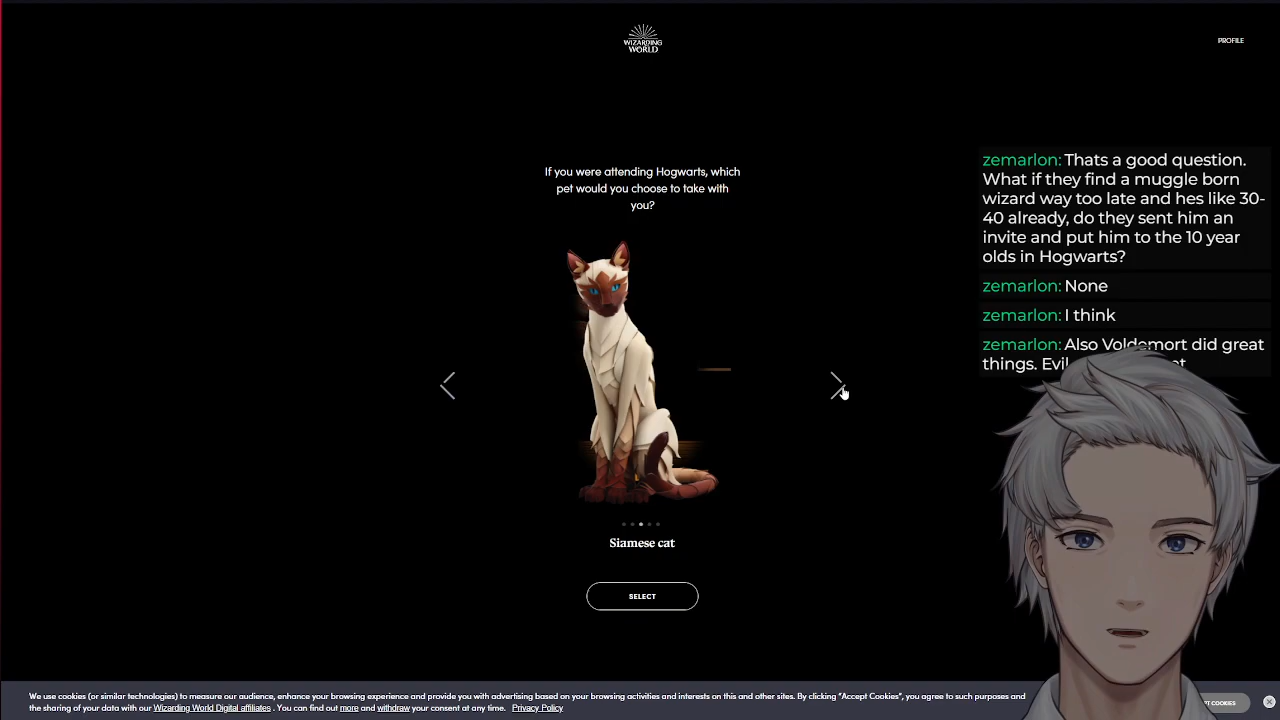 WIZARDING
WORLD
PROFILE
If you were attending Hogwarts, which
pet would you choose to take with
you?
Siamese cat
SELECT
zemarlon: Thats a good question.
What if they find a muggle born
wizard way too late and hes like 30-
40 already, do they sent him an
invite and put him to the 10 year
olds in Hogwarts?
zemarlon: None
zemarlon: I think
zemarlon: Also Voldemort did great
things. Evil
We use cookies (or similar technologies) to measure our audience, enhance your browsing experience and provide you with advertising based on your browsing activities and interests on this and other sites. By clicking "Accept Cookies", you agree to such purposes and
the sharing of your data with our Wizarding World Digital affiliates . You can find out more and withdraw your consent at any time. Privacy Policy
COOKIES